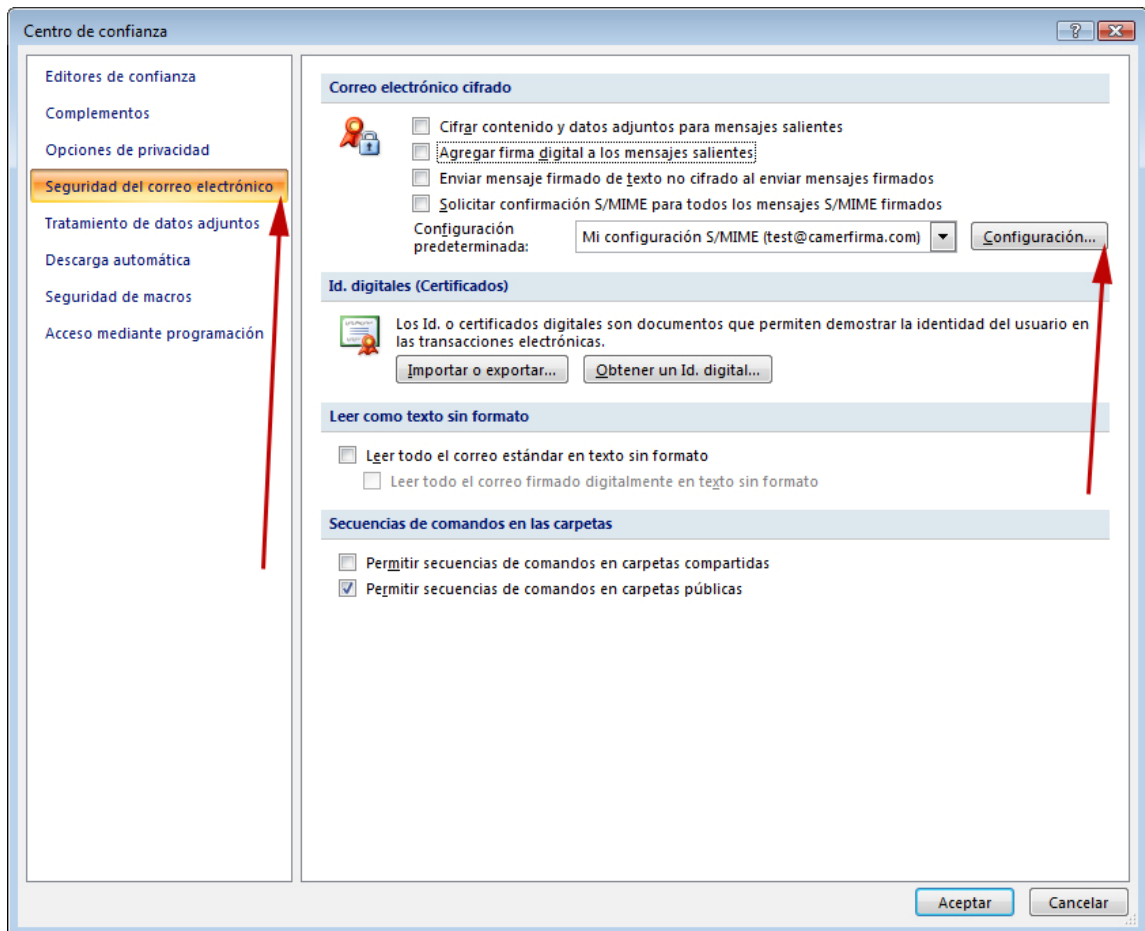 Centro de confianza
Editores de confianza
Complementos
Opciones de privacidad
Seguridad del correo electrónico
Tratamiento de datos adjuntos
Descarga automática
Seguridad de macros
Acceso mediante programación
Correo electrónico cifrado
Cifrar contenido y datos adjuntos para mensajes salientes
Agregar firma digital a los mensajes salientes
Enviar mensaje firmado de texto no cifrado al enviar mensajes firmados
Solicitar confirmación S/MIME para todos los mensajes S/MIME firmados
Configuración
predeterminada:
Mi configuración S/MIME (test@camerfirma.com)
Configuración...
Id. digitales (Certificados)
Los Id. o certificados digitales son documentos que permiten demostrar la identidad del usuario en
las transacciones electrónicas.
Importar o exportar...
Obtener un Id. digital...
Leer como texto sin formato
Leer todo el correo estándar en texto sin formato
Leer todo el correo firmado digitalmente en texto sin formato
Secuencias de comandos en las carpetas
Permitir secuencias de comandos en carpetas compartidas
Permitir secuencias de comandos en carpetas públicas
Aceptar
Cancelar